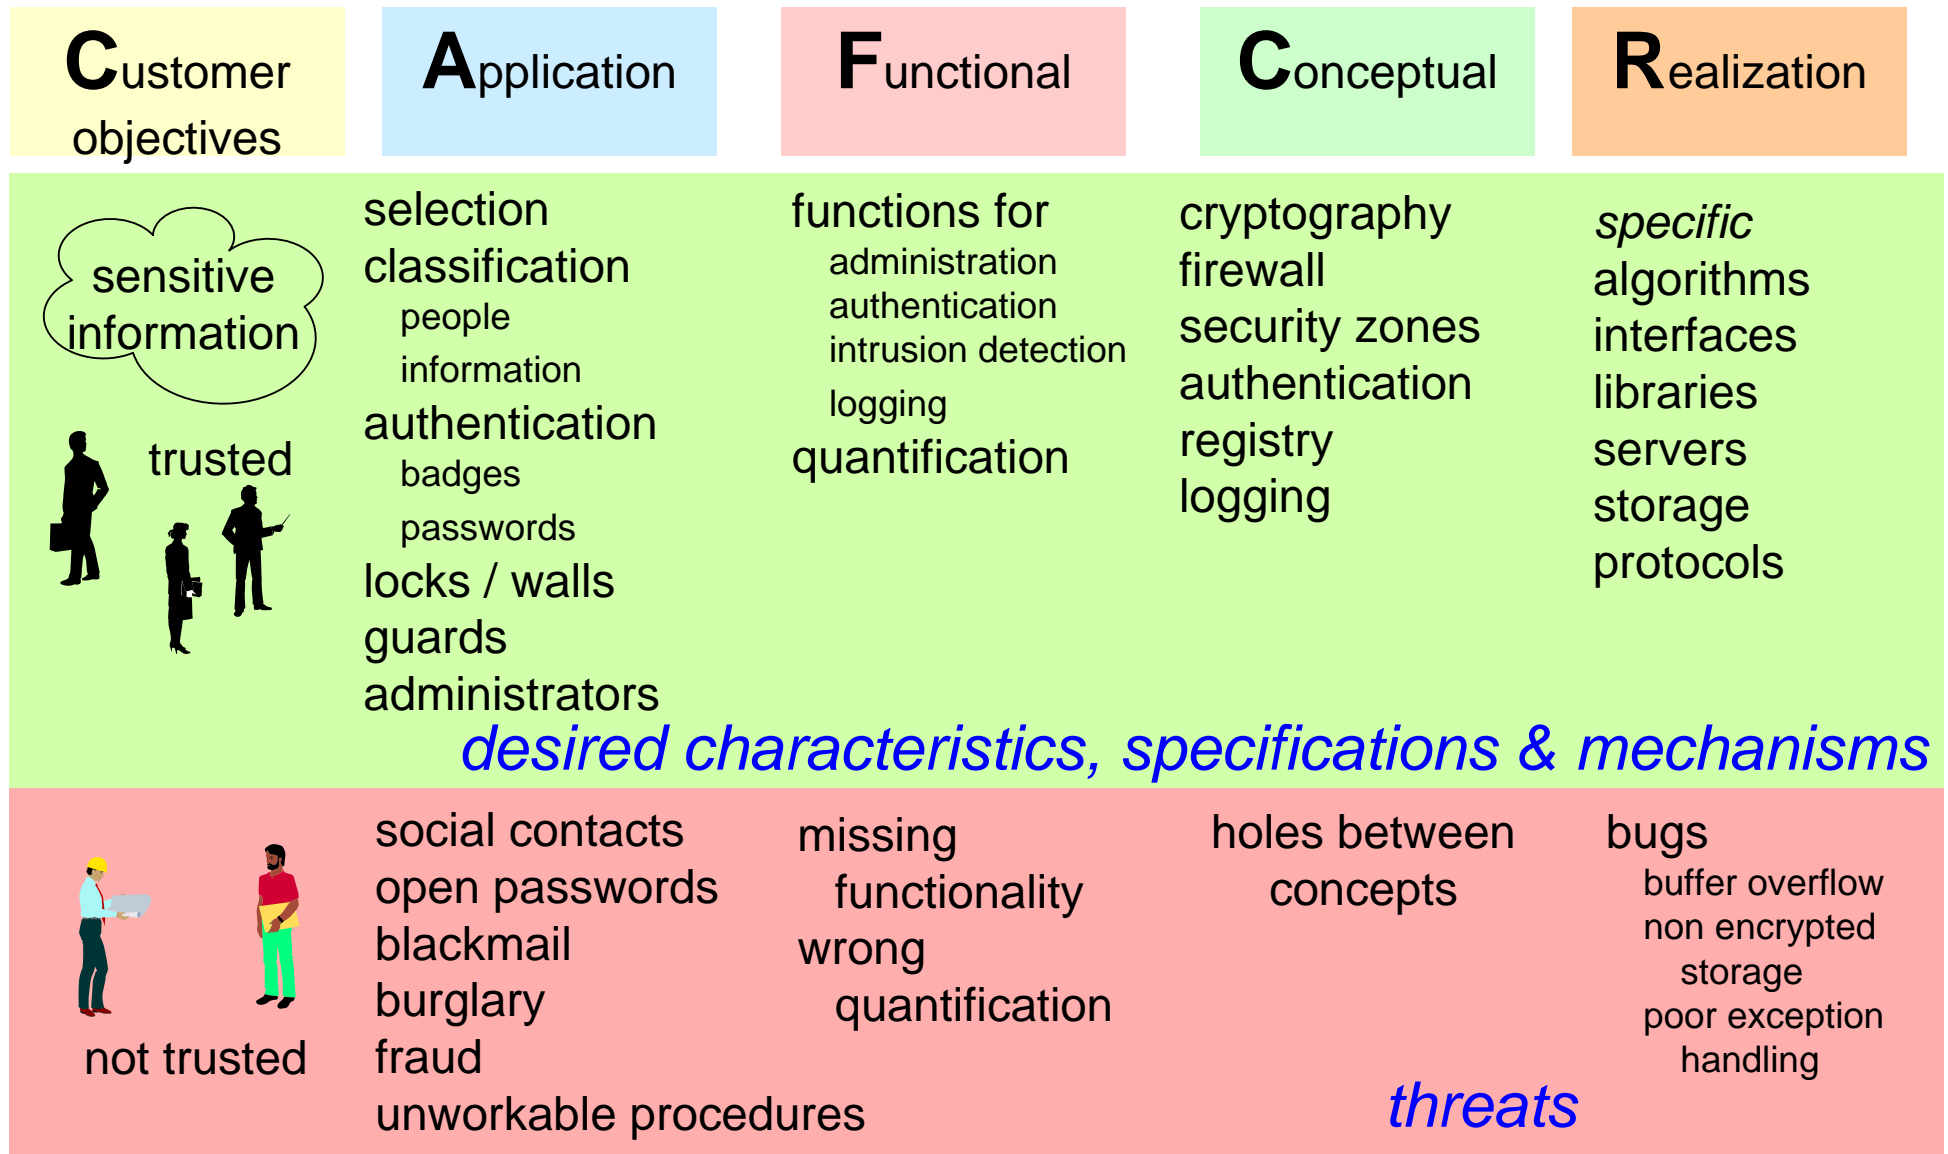 Customer
objectives
Application
Functional
Conceptual
Realization
sensitive
information
trusted
selection
classification
people
information
authentication
badges
passwords
locks / walls
guards
administrators
functions for
administration
authentication
intrusion detection
logging
quantification
cryptography
firewall
security zones
authentication
registry
logging
specific
algorithms
interfaces
libraries
servers
storage
protocols
desired characteristics, specifications & mechanisms
not trusted
social contacts
open passwords
blackmail
burglary
fraud
unworkable procedures
missing
functionality
wrong
quantification
holes between
concepts
bugs
buffer overflow
non encrypted
storage
poor exception
handling
threats